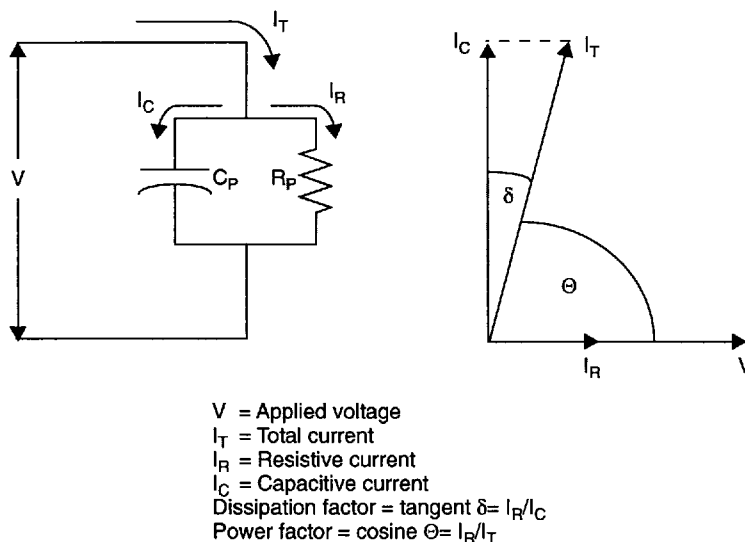 I_T
I_C
I_R
V
C_P
R_P
I_C
I_T
δ
Θ
I_R
V
V = Applied voltage
I_T = Total current
I_R = Resistive current
I_C = Capacitive current
Dissipation factor = tangent δ= I_R/I_C
Power factor = cosine Θ= I_R/I_T